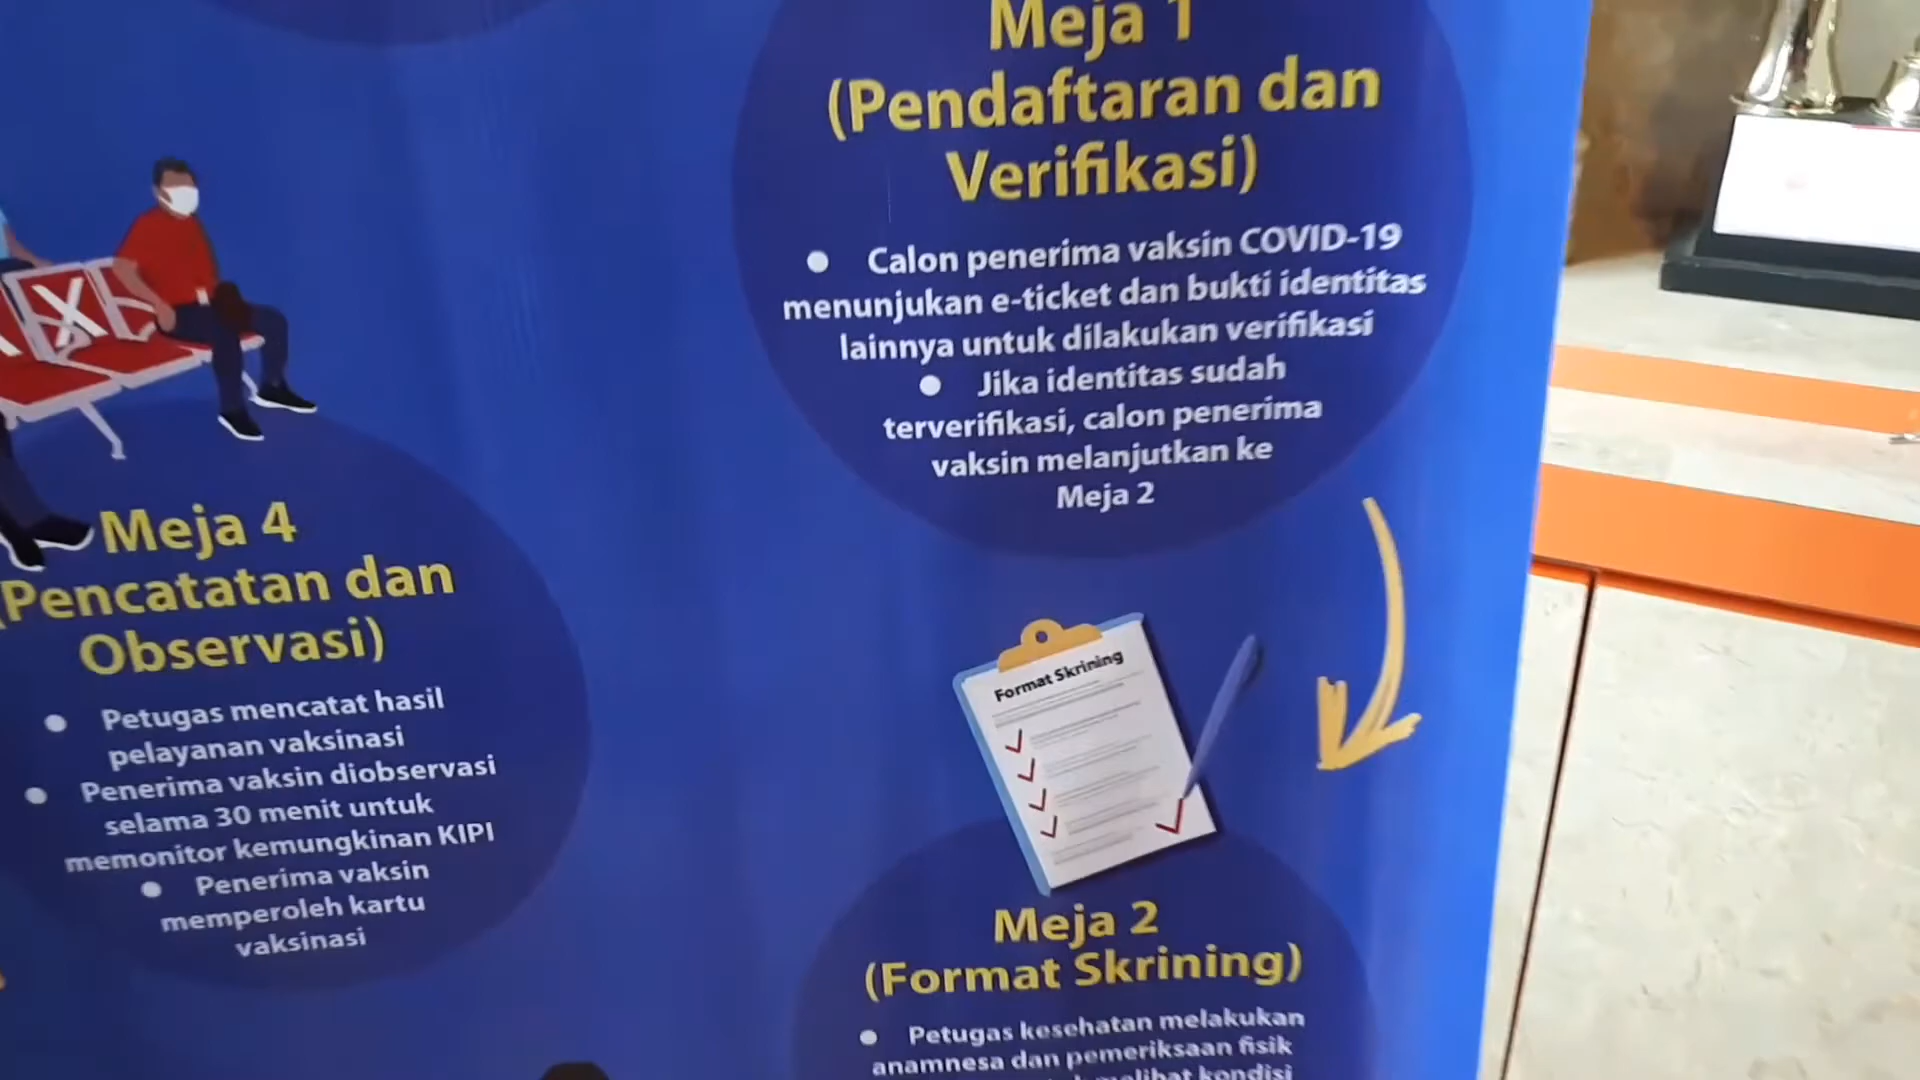 Meja 1
(Pendaftaran dan
Verifikasi)
● Calon penerima vaksin COVID-19
menunjukan e-ticket dan bukti identitas
lainnya untuk dilakukan verifikasi
● Jika identitas sudah
terverifikasi, calon penerima
vaksin melanjutkan ke
Meja 2
Format Skrining
Meja 2
(Format Skrining)
● Petugas kesehatan melakukan
anamnesa dan pemeriksaan fisik
melihat kondisi
Meja 4
(Pencatatan dan
Observasi)
● Petugas mencatat hasil
pelayanan vaksinasi
● Penerima vaksin diobservasi
selama 30 menit untuk
memonitor kemungkinan KIPI
● Penerima vaksin
memperoleh kartu
vaksinasi